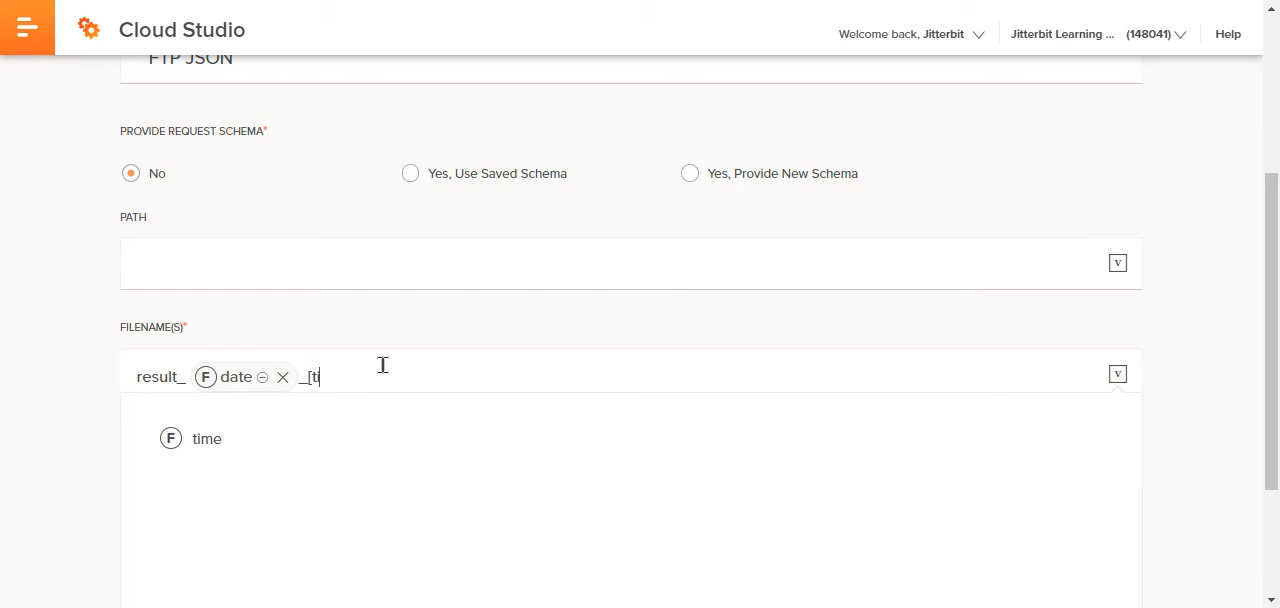 Cloud Studio
Welcome back, Jitterbit
Jitterbit Learning ... (148041)
Help
FTP JSON
PROVIDE REQUEST SCHEMA*
No
Yes, Use Saved Schema
Yes, Provide New Schema
PATH
v
FILENAME(S)*
result_ F date _[ti
v
F time